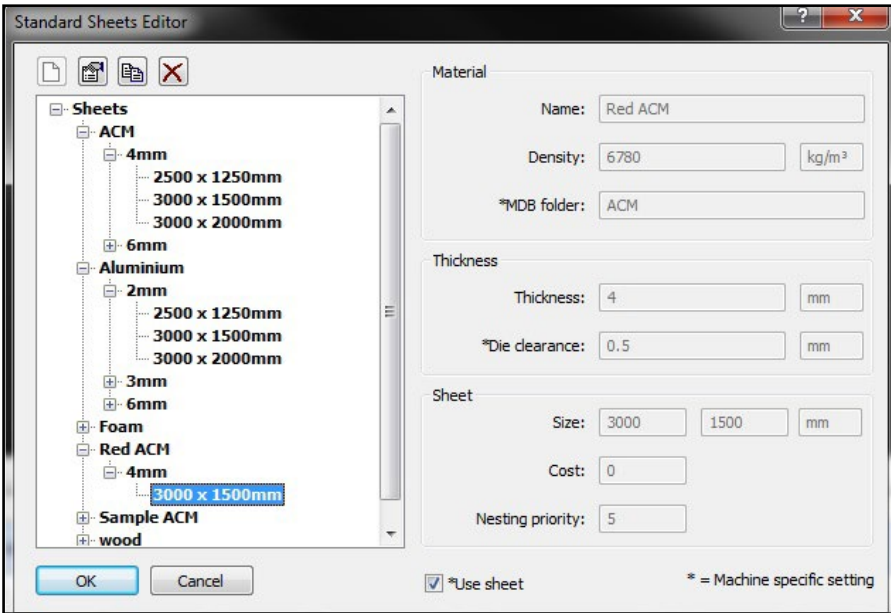 Standard Sheets Editor
Sheets
ACM
4mm
2500 x 1250mm
3000 x 1500mm
3000 x 2000mm
6mm
Aluminium
2mm
2500 x 1250mm
3000 x 1500mm
3000 x 2000mm
3mm
6mm
Foam
Red ACM
4mm
3000 x 1500mm
Sample ACM
wood
OK Cancel
Material
Name: Red ACM
Density: 6780 kg/m³
*MDB folder: ACM
Thickness
Thickness: 4 mm
*Die clearance: 0.5 mm
Sheet
Size: 3000 1500 mm
Cost: 0
Nesting priority: 5
*Use sheet * = Machine specific setting